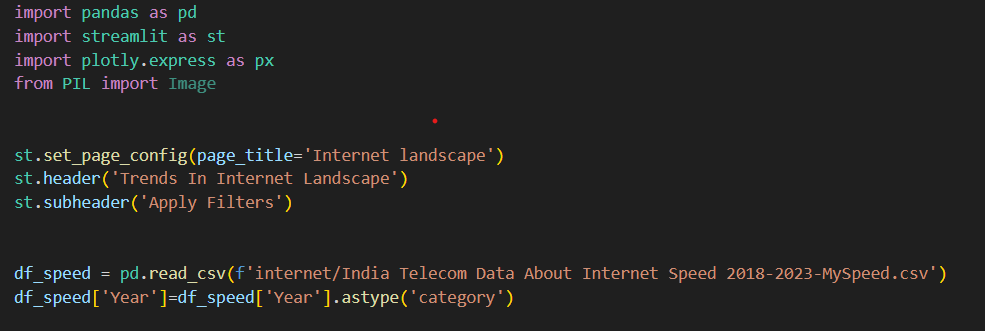 import pandas as pd
import streamlit as st
import plotly.express as px
from PIL import Image
st.set_page_config(page_title='Internet landscape')
st.header('Trends In Internet Landscape')
st.subheader('Apply Filters')
df_speed = pd.read_csv(f'internet/India Telecom Data About Internet Speed 2018-2023-MySpeed.csv')
df_speed['Year']=df_speed['Year'].astype('category')